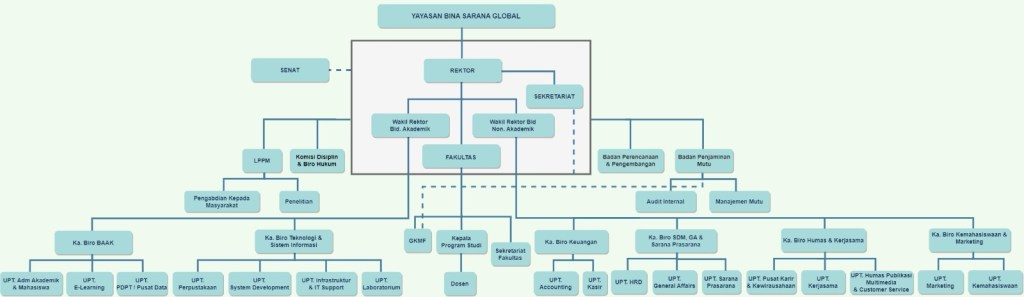 YAYASAN BINA SARANA GLOBAL
SENAT
REKTOR
SEKRETARIAT
Wakil Rektor
Bid. Akademik
Wakil Rektor Bid
Non. Akademik
FAKULTAS
LPPM
Komisi Disiplin
& Biro Hukum
Badan Perencanaan
& Pengembangan
Badan Penjaminan
Mutu
Pengabdian Kepada
Masyarakat
Penelitian
Audit Internal
Manajemen Mutu
Ka. Biro BAAK
Ka. Biro Teknologi &
Sistem Informasi
GKMF
Kepala
Program Studi
Sekretariat
Fakultas
Ka. Biro Keuangan
Ka. Biro SDM, GA &
Sarana Prasarana
Ka. Biro Humas & Kerjasama
Ka. Biro Kemahasiswaan &
Marketing
UPT. Adm Akademik
& Mahasiswa
UPT.
E-Learning
UPT.
PDPT / Pusat Data
UPT.
Perpustakaan
UPT.
System Development
UPT. Infrastruktur
& IT Support
UPT.
Laboratorium
Dosen
UPT.
Accounting
UPT.
Kasir
UPT. HRD
UPT.
General Affairs
UPT. Sarana
Prasarana
UPT. Pusat Karir
& Kewirausahaan
UPT.
Kerjasama
UPT. Humas Publikasi
Multimedia
& Customer Service
UPT.
Marketing
UPT.
Kemahasiswaan